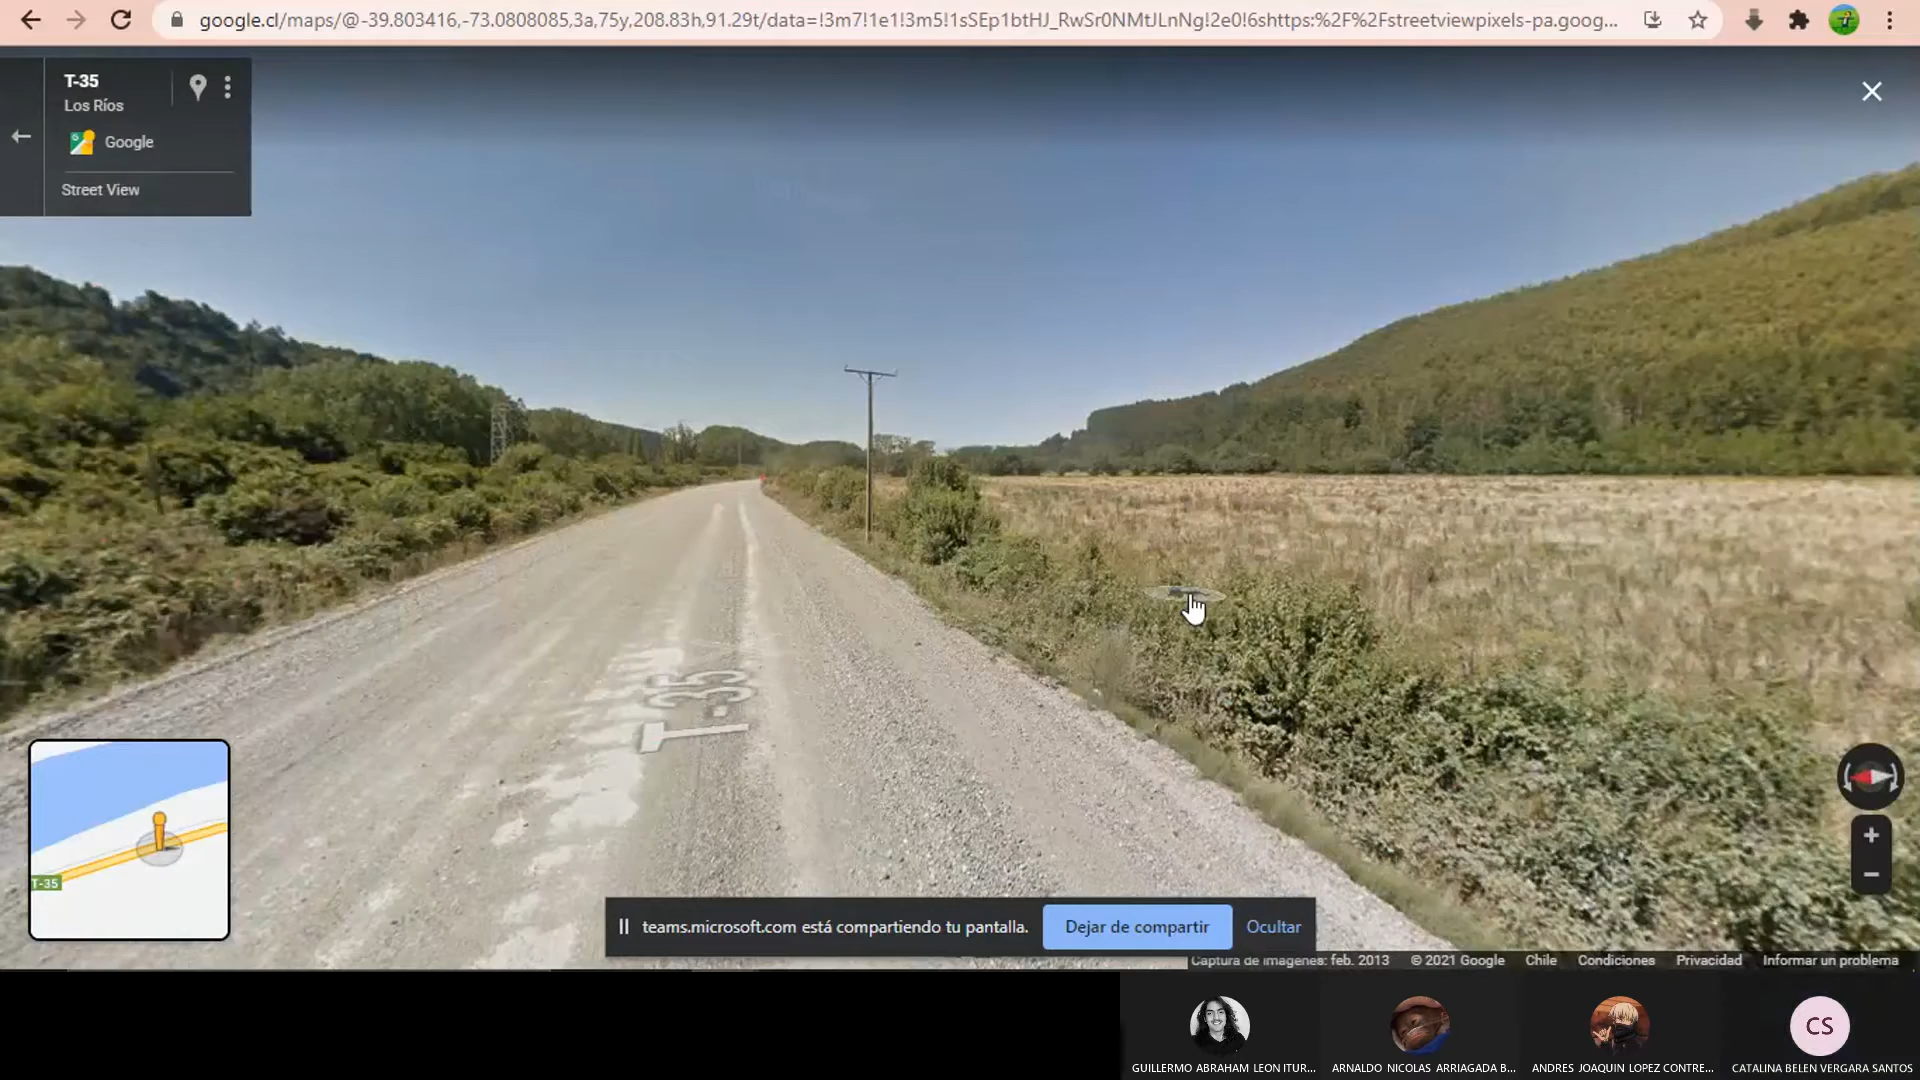 google.cl/maps/@-39.803416,-73.0808085,3a,75y,208.83h,91.29t/data=!3m7!1e1!3m5!1sSEp1btHJ_RwSr0NMtJLnNg!2e0!6shttps:%2F%2Fstreetviewpixels-pa.goog...
T-35
Los Ríos
Google
Street View
T-35
T-35
teams.microsoft.com está compartiendo tu pantalla.
Dejar de compartir
Ocultar
Captura de imágenes: feb. 2013 © 2021 Google Chile Condiciones Privacidad Informar un problema
CS
GUILLERMO ABRAHAM LEON ITUR... ARNALDO NICOLAS ARRIAGADA B... ANDRES JOAQUIN LOPEZ CONTRE... CATALINA BELEN VERGARA SANTOS